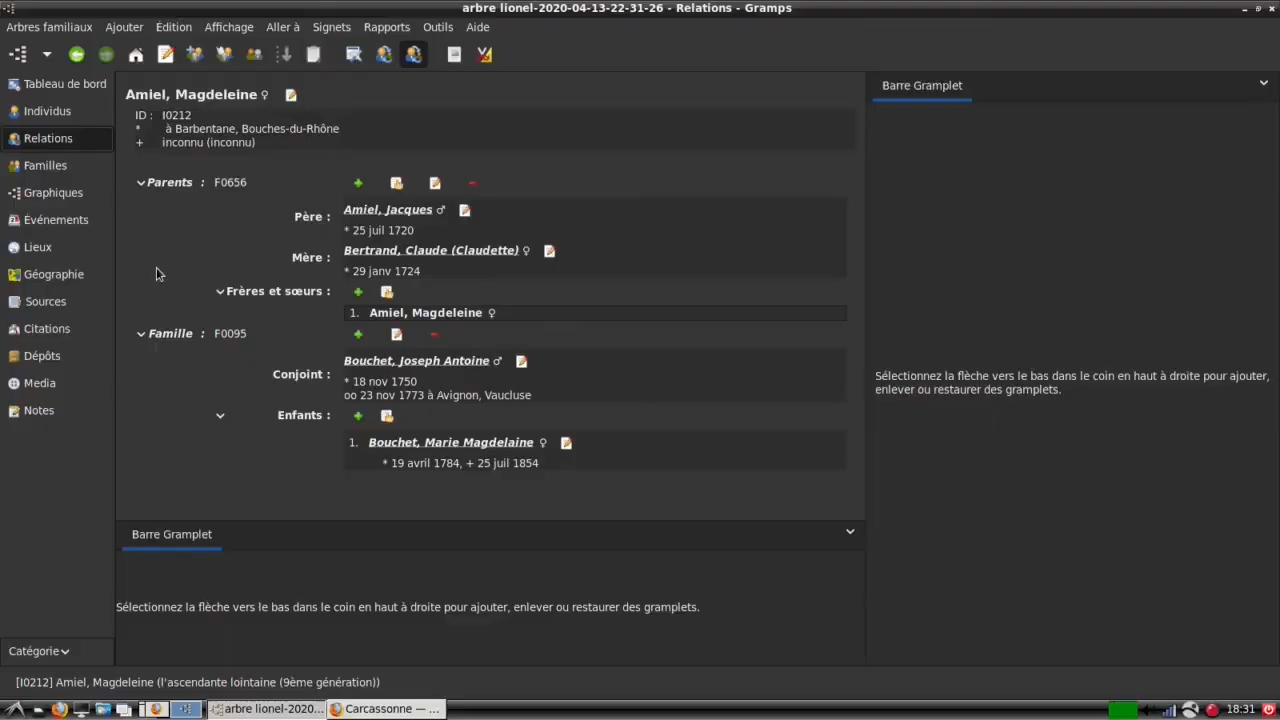 arbre lionel-2020-04-13-22-31-26 - Relations - Gramps
Arbres familiaux Ajouter Édition Affichage Aller à Signets Rapports Outils Aide
Tableau de bord
Individus
Relations
Familles
Graphiques
Événements
Lieux
Géographie
Sources
Citations
Dépôts
Media
Notes
Catégorie
Amiel, Magdeleine ♀
ID : I0212
* à Barbentane, Bouches-du-Rhône
+ inconnu (inconnu)
Parents : F0656
Père : Amiel, Jacques ♂
* 25 juil 1720
Mère : Bertrand, Claude (Claudette) ♀
* 29 janv 1724
Frères et sœurs :
1. Amiel, Magdeleine ♀
Famille : F0095
Conjoint : Bouchet, Joseph Antoine ♂
* 18 nov 1750
oo 23 nov 1773 à Avignon, Vaucluse
Enfants :
1. Bouchet, Marie Magdelaine ♀
* 19 avril 1784, + 25 juil 1854
Barre Gramplet
Sélectionnez la flèche vers le bas dans le coin en haut à droite pour ajouter, enlever ou restaurer des gramplets.
Barre Gramplet
Sélectionnez la flèche vers le bas dans le coin en haut à droite pour ajouter,
enlever ou restaurer des gramplets.
[I0212] Amiel, Magdeleine (l'ascendante lointaine (9ème génération))
arbre lionel-2020... Carcassonne — ... 18:31